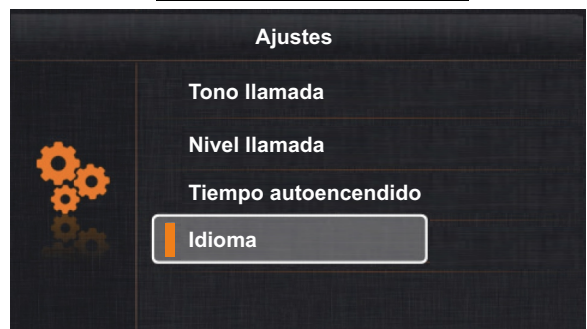 Ajustes
Tono llamada
Nivel llamada
Tiempo autoencendido
Idioma